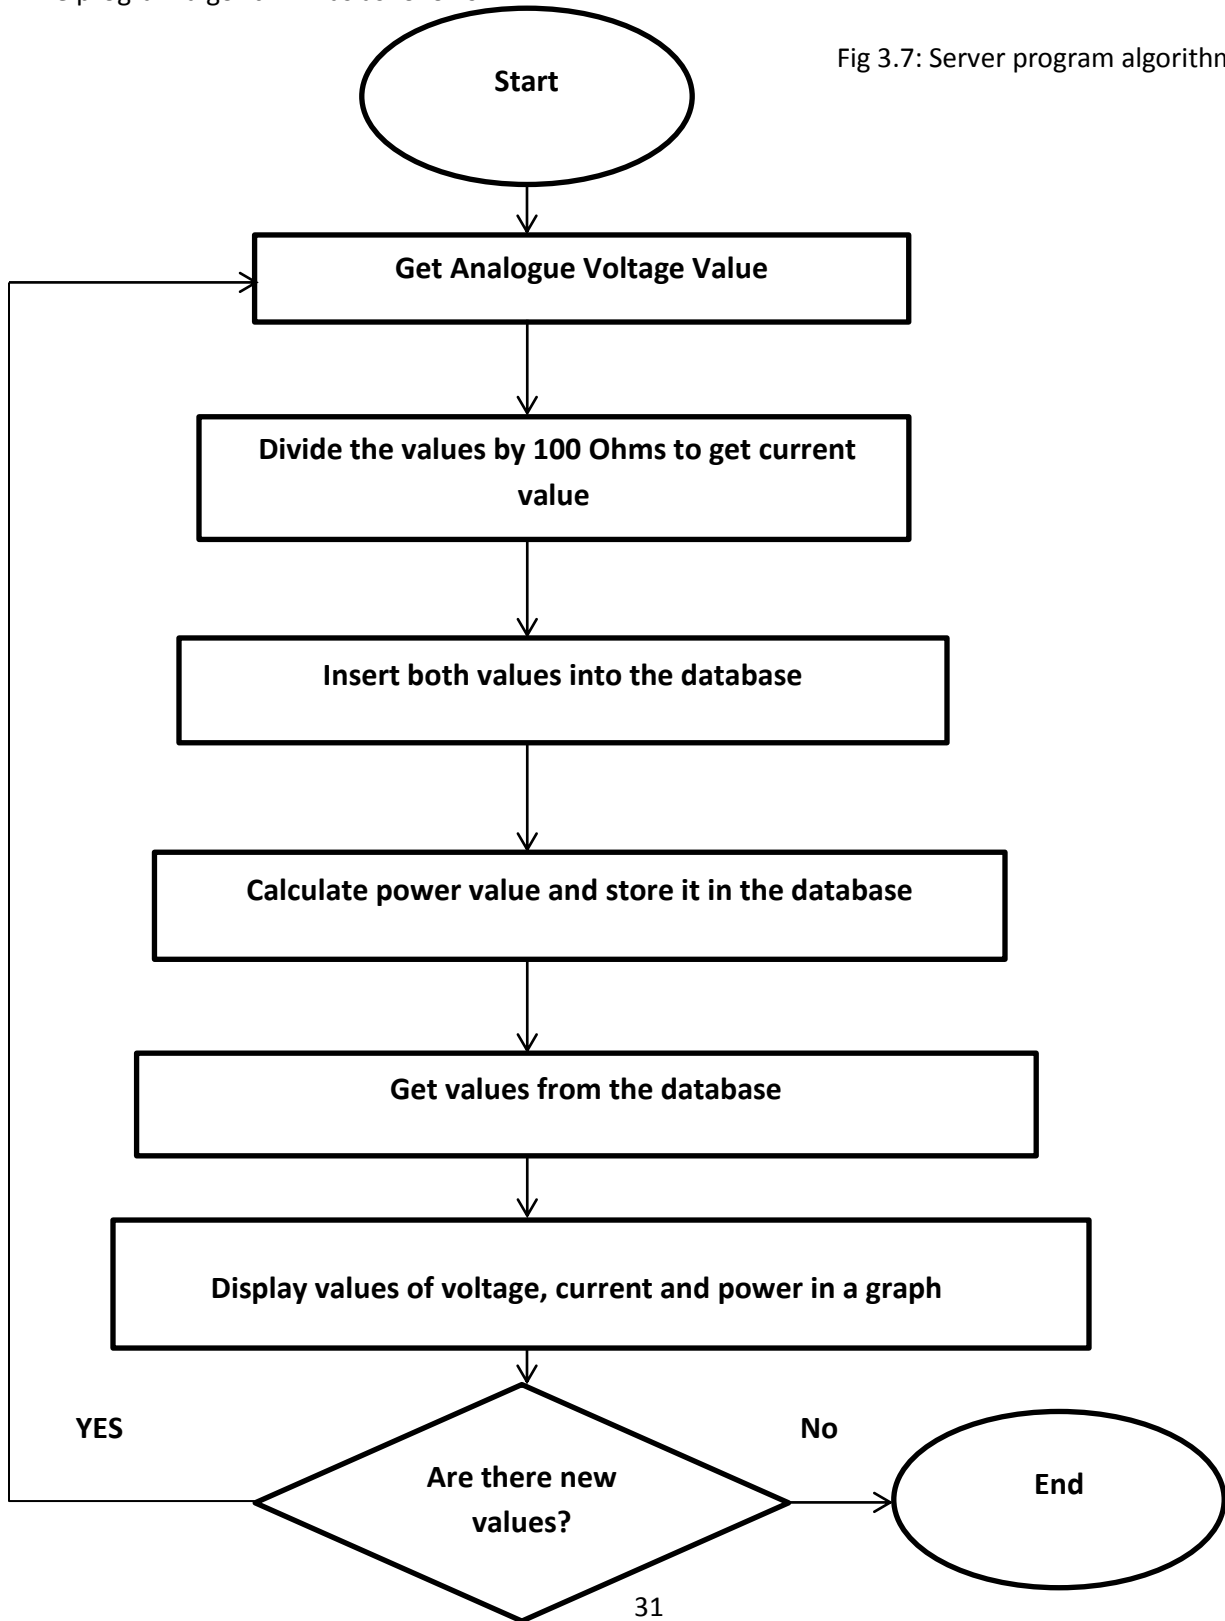 Start
Fig 3.7: Server program algorithm
Get Analogue Voltage Value
Divide the values by 100 Ohms to get current
value
Insert both values into the database
Calculate power value and store it in the database
Get values from the database
Display values of voltage, current and power in a graph
YES
No
Are there new
values?
End
31